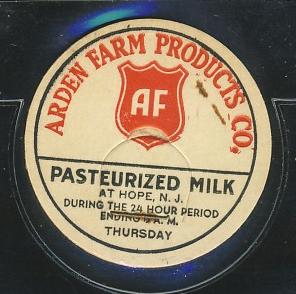 ARDEN FARM PRODUCTS CO.
AF
PASTEURIZED MILK
AT HOPE, N. J.
DURING THE 24 HOUR PERIOD
ENDING A. M.
THURSDAY